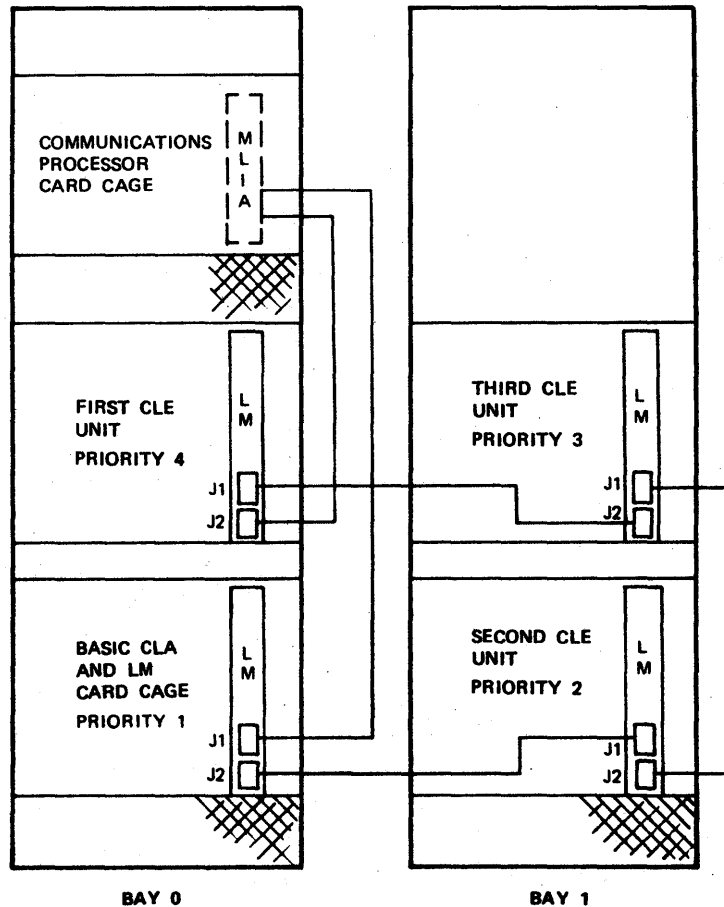 COMMUNICATIONS
PROCESSOR
CARD CAGE
M
L
I
A
FIRST CLE
UNIT
PRIORITY 4
L
M
J1
J2
THIRD CLE
UNIT
PRIORITY 3
L
M
J1
J2
BASIC CLA
AND LM
CARD CAGE
PRIORITY 1
L
M
J1
J2
SECOND CLE
UNIT
PRIORITY 2
L
M
J1
J2
BAY 0
BAY 1